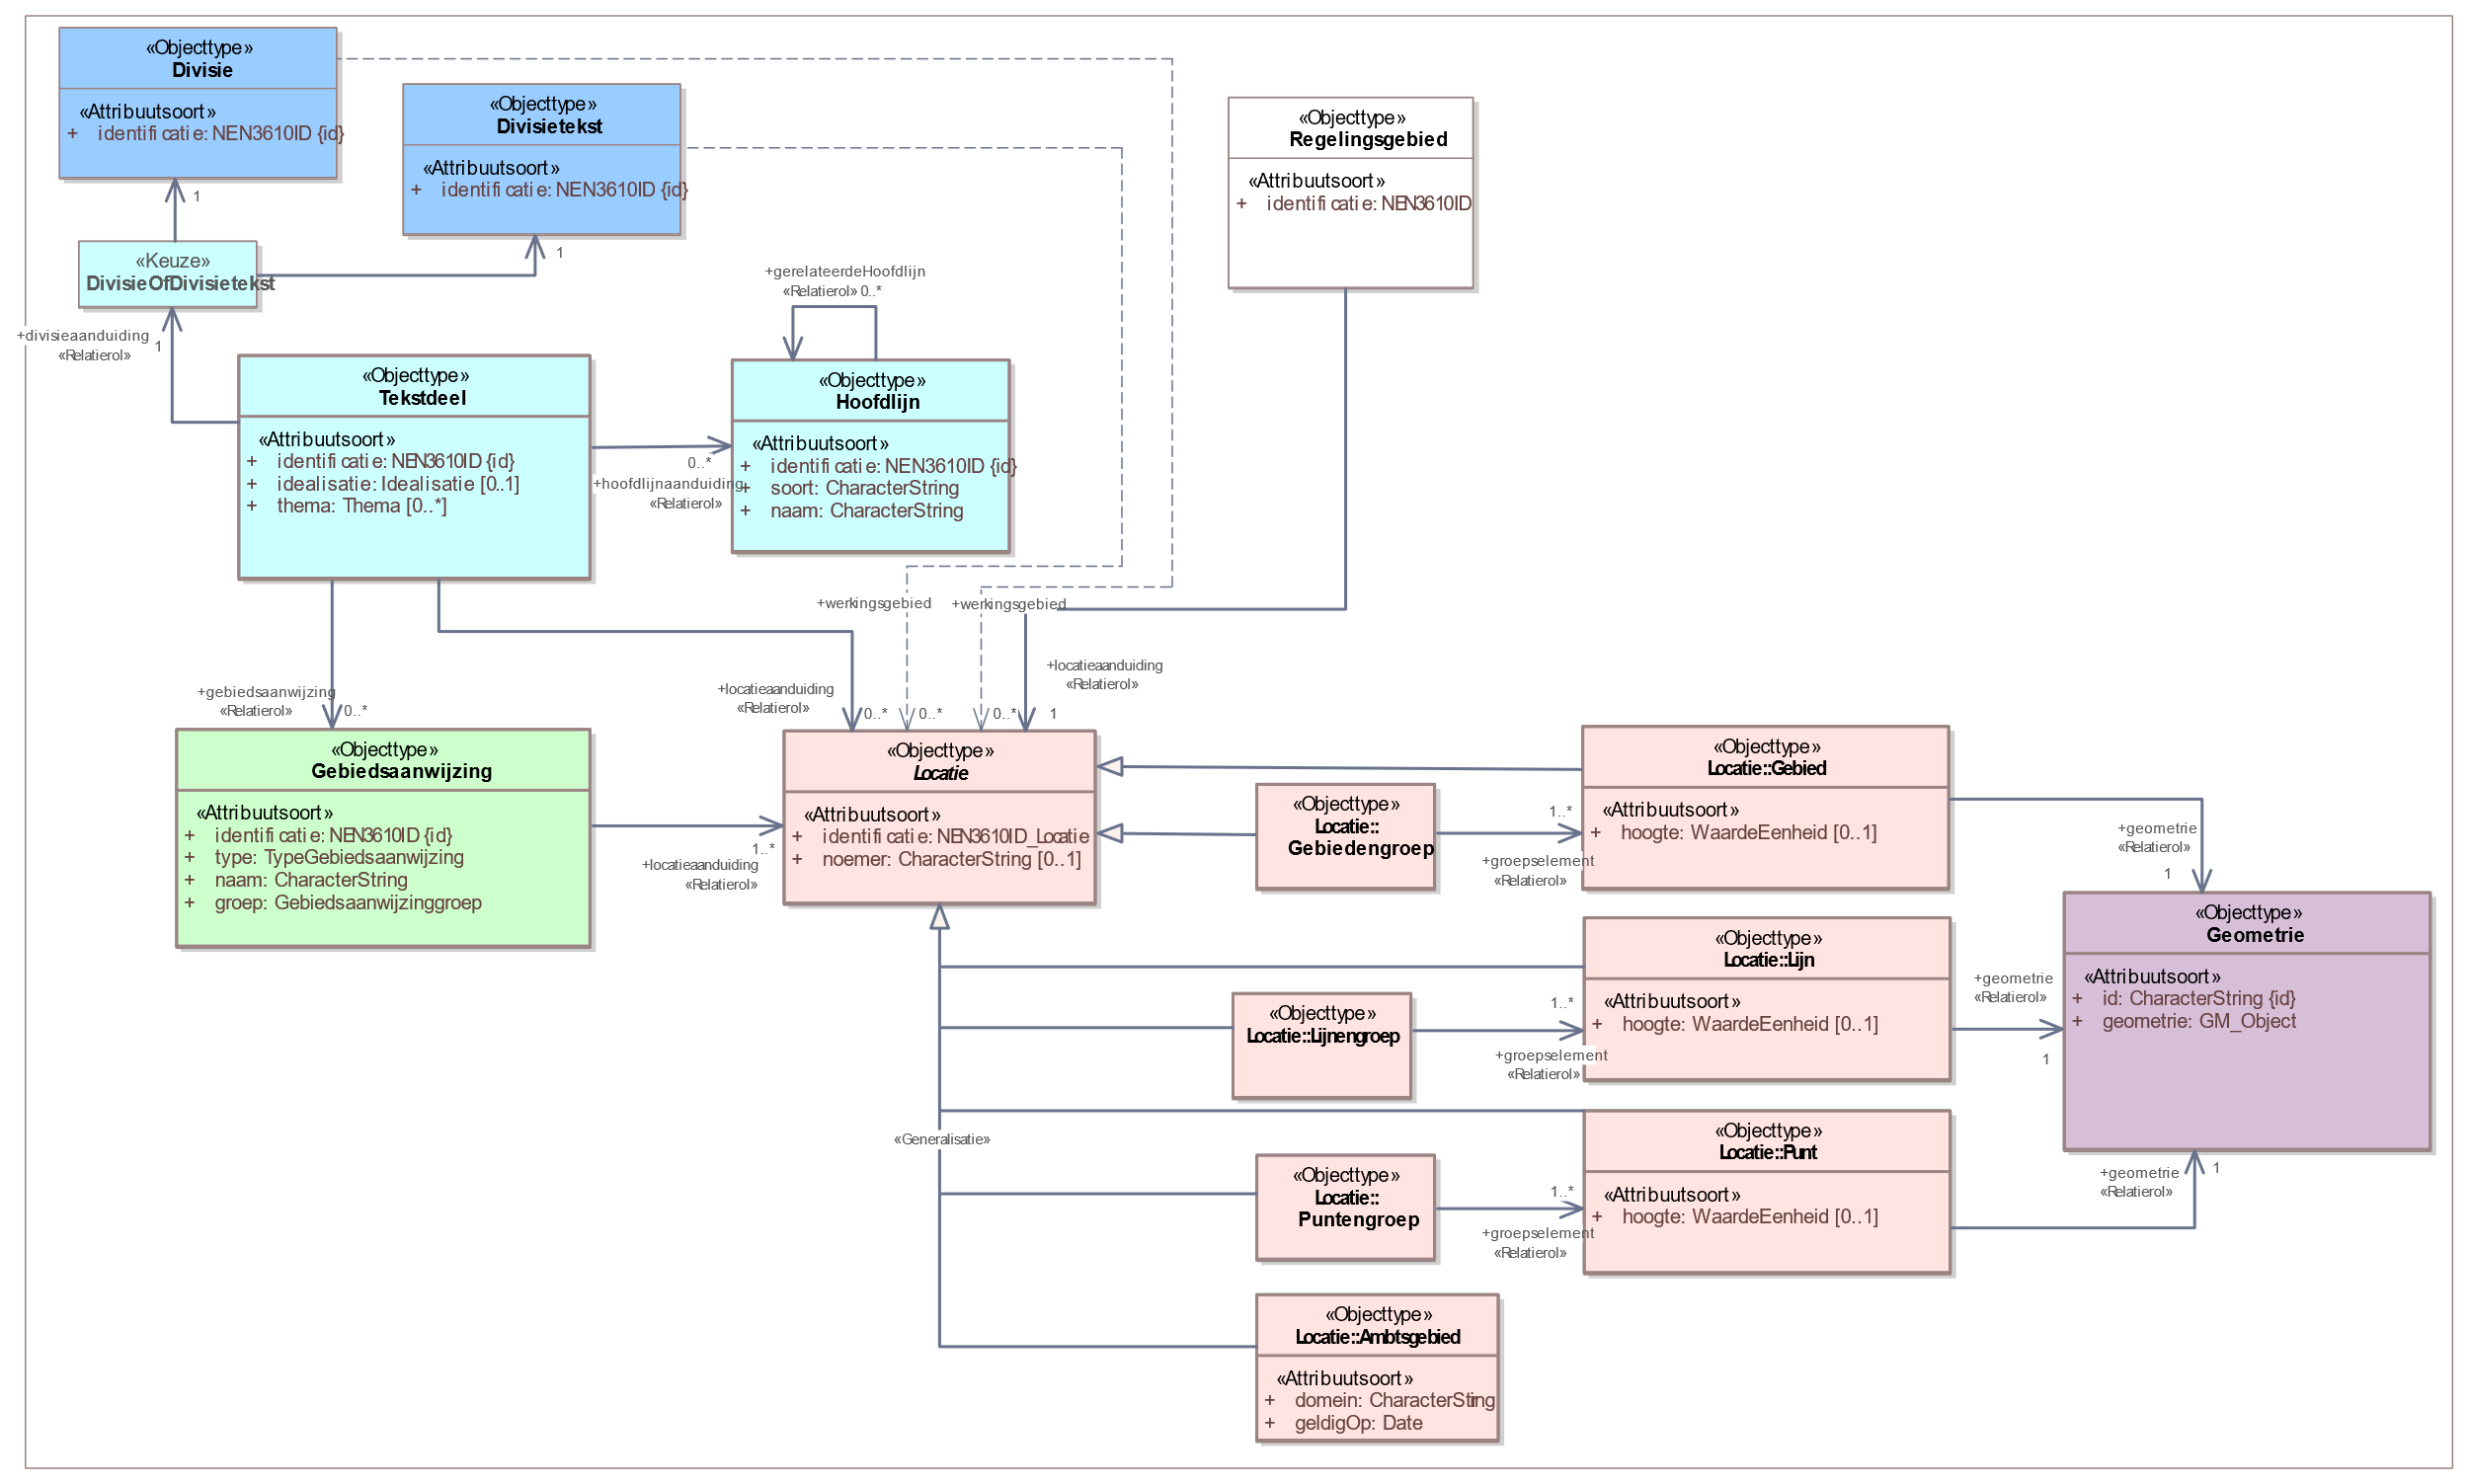 «Objecttype»
Divisie
«Attribuutsoort»
+ identificatie: NEN3610ID {id}
«Objecttype»
Divisietekst
«Attribuutsoort»
+ identificatie: NEN3610ID {id}
«Objecttype»
Regelingsgebied
«Attribuutsoort»
+ identificatie: NEN3610ID
1
1
«Keuze»
DivisieOfDivisietekst
+gerelateerdeHoofdlijn
«Relatierol» 0..*
+divisieaanduiding
«Relatierol»
1
«Objecttype»
Tekstdeel
«Attribuutsoort»
+ identificatie: NEN3610ID {id}
+ idealisatie: Idealisatie [0..1]
+ thema: Thema [0..*]
0..*
+hoofdlijnaanduiding
«Relatierol»
«Objecttype»
Hoofdlijn
«Attribuutsoort»
+ identificatie: NEN3610ID {id}
+ soort: CharacterString
+ naam: CharacterString
+werkingsgebied
+werkingsgebied
+locatieaanduiding
«Relatierol»
+gebiedsaanwijzing
«Relatierol»
0..*
+locatieaanduiding
«Relatierol»
0..*
0..*
0..*
1
«Objecttype»
Gebiedsaanwijzing
«Attribuutsoort»
+ identificatie: NEN3610ID {id}
+ type: TypeGebiedsaanwijzing
+ naam: CharacterString
+ groep: Gebiedsaanwijzinggroep
1..*
+locatieaanduiding
«Relatierol»
«Objecttype»
Locatie
«Attribuutsoort»
+ identificatie: NEN3610ID_Locatie
+ noemer: CharacterString [0..1]
«Objecttype»
Locatie::
Gebiedengroep
1..*
+groepselement
«Relatierol»
«Objecttype»
Locatie::Gebied
«Attribuutsoort»
+ hoogte: WaardeEenheid [0..1]
+geometrie
«Relatierol»
1
«Objecttype»
Geometrie
«Attribuutsoort»
+ id: CharacterString {id}
+ geometrie: GM_Object
«Objecttype»
Locatie::Lijn
«Attribuutsoort»
+ hoogte: WaardeEenheid [0..1]
+geometrie
«Relatierol»
1
«Objecttype»
Locatie::Lijnengroep
1..*
+groepselement
«Relatierol»
«Generalisatie»
«Objecttype»
Locatie::Punt
«Attribuutsoort»
+ hoogte: WaardeEenheid [0..1]
+geometrie
«Relatierol»
1
«Objecttype»
Locatie::
Puntengroep
1..*
+groepselement
«Relatierol»
«Objecttype»
Locatie::Ambtsgebied
«Attribuutsoort»
+ domein: CharacterString
+ geldigOp: Date